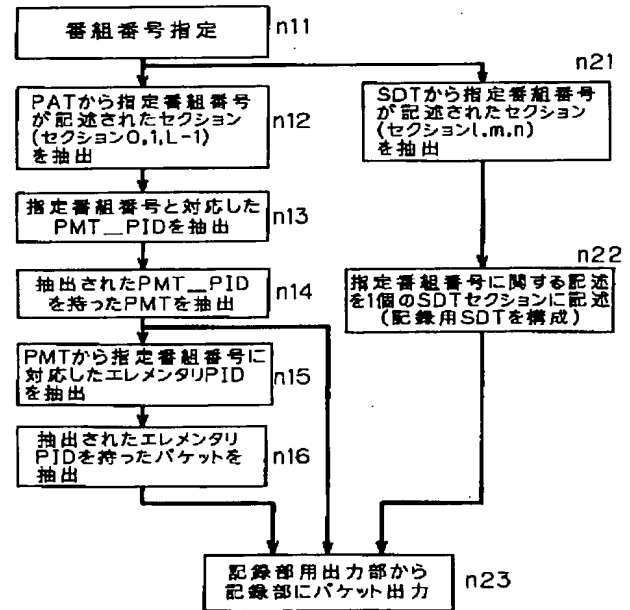 番組番号指定
n11
PATから指定番組番号
が記述されたセクション
(セクション0,1,L-1)
を抽出
n12
指定番組番号と対応した
PMT__PIDを抽出
n13
抽出されたPMT__PID
を持ったPMTを抽出
n14
PMTから指定番組番号に
対応したエレメンタリPID
を抽出
n15
抽出されたエレメンタリ
PIDを持ったパケットを
抽出
n16
n21
SDTから指定番組番号
が記述されたセクション
(セクションl.m.n)
を抽出
n22
指定番組番号に関する記述
を1個のSDTセクションに記述
(記録用SDTを構成)
記録部用出力部から
記録部にパケット出力
n23